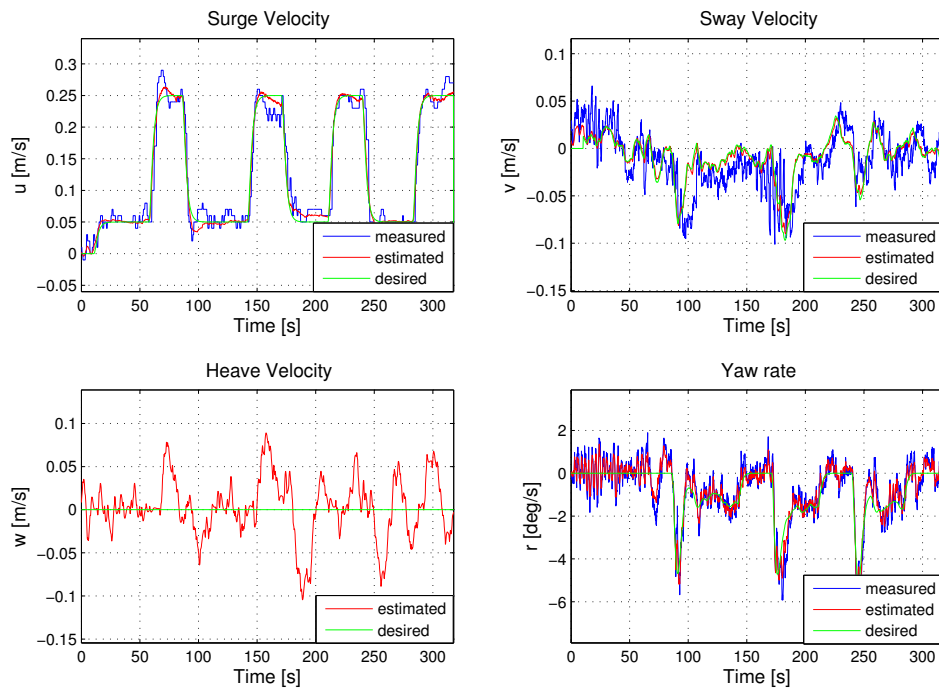 Surge Velocity
0.3
0.25
0.2
0.15
0.1
0.05
0
−0.05
u [m/s]
0 50 100 150 200 250 300
Time [s]
measured
estimated
desired
Sway Velocity
0.1
0.05
0
−0.05
−0.1
−0.15
v [m/s]
0 50 100 150 200 250 300
Time [s]
measured
estimated
desired
Heave Velocity
0.1
0.05
0
−0.05
−0.1
−0.15
w [m/s]
0 50 100 150 200 250 300
Time [s]
estimated
desired
Yaw rate
2
0
−2
−4
−6
r [deg/s]
0 50 100 150 200 250 300
Time [s]
measured
estimated
desired